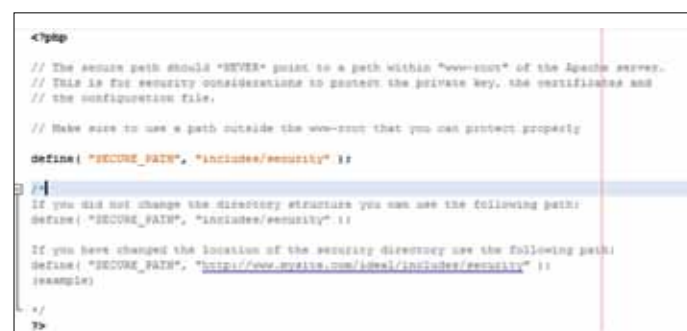 <?php
// The secure path should *NEVER* point to a path within "www-root" of the Apache server.
// This is for security considerations to protect the private key, the certificates and
// the configuration file.
// Make sure to use a path outside the www-root that you can protect properly
define( "SECURE_PATH", "includes/security" );
/*
If you did not change the directory structure you can use the following path:
define( "SECURE_PATH", "includes/security" );
If you have changed the location of the security directory use the following path:
define( "SECURE_PATH", "http://www.mysite.com/ideal/includes/security" );
(example)
*/
?>